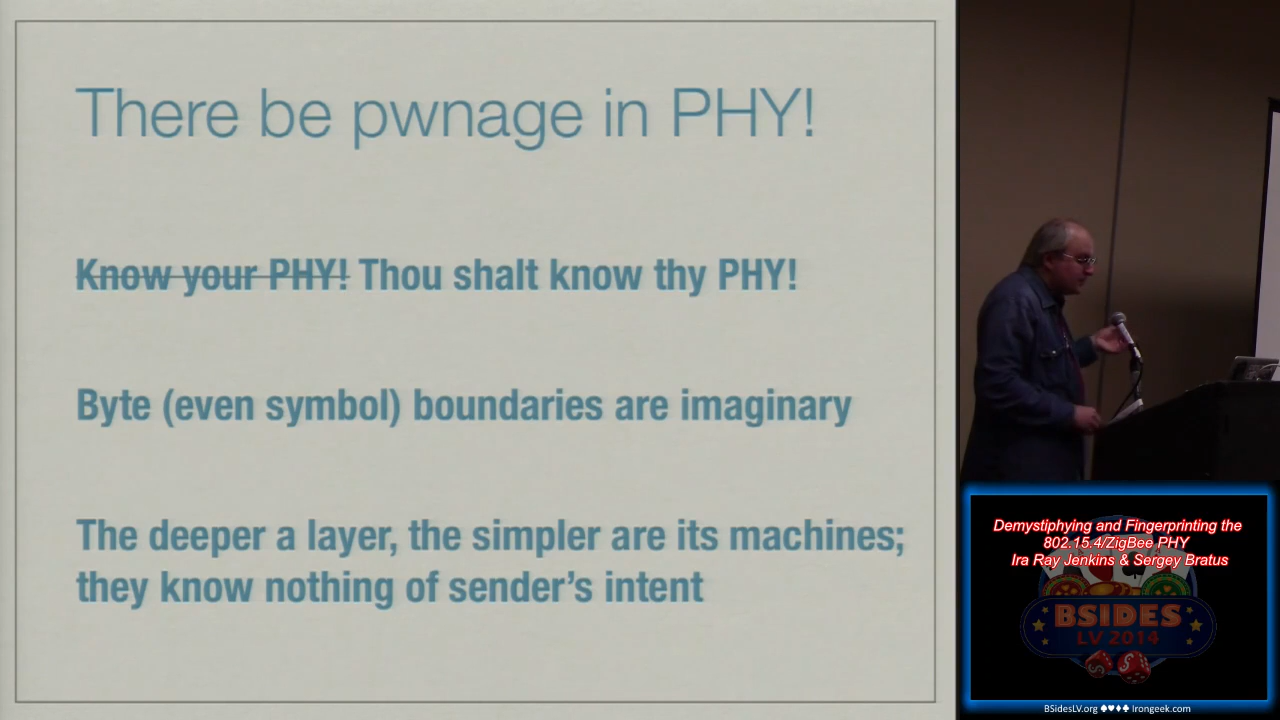 There be pwnage in PHY!
Know your PHY! Thou shalt know thy PHY!
Byte (even symbol) boundaries are imaginary
The deeper a layer, the simpler are its machines;
they know nothing of sender’s intent
Demystiphying and Fingerprinting the
802.15.4/ZigBee PHY
Ira Ray Jenkins & Sergey Bratus
BSIDES
LV 2014
BSidesLV.org ♠♥♦♣ Irongeek.com